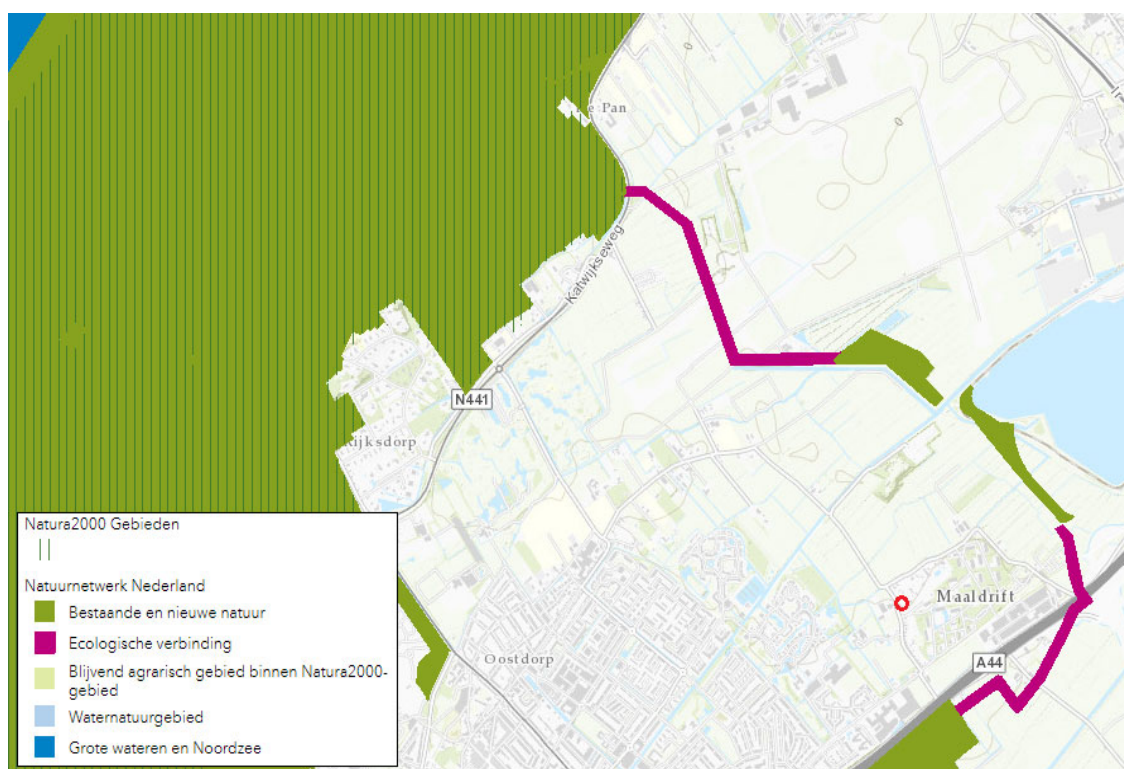 De Pan
Katwijkseweg
N441
Rijksdorp
Maaldrift
Oostdorp
A44
Natura2000 Gebieden
Natuurnetwerk Nederland
Bestaande en nieuwe natuur
Ecologische verbinding
Blijvend agrarisch gebied binnen Natura2000-
gebied
Waternatuurgebied
Grote wateren en Noordzee